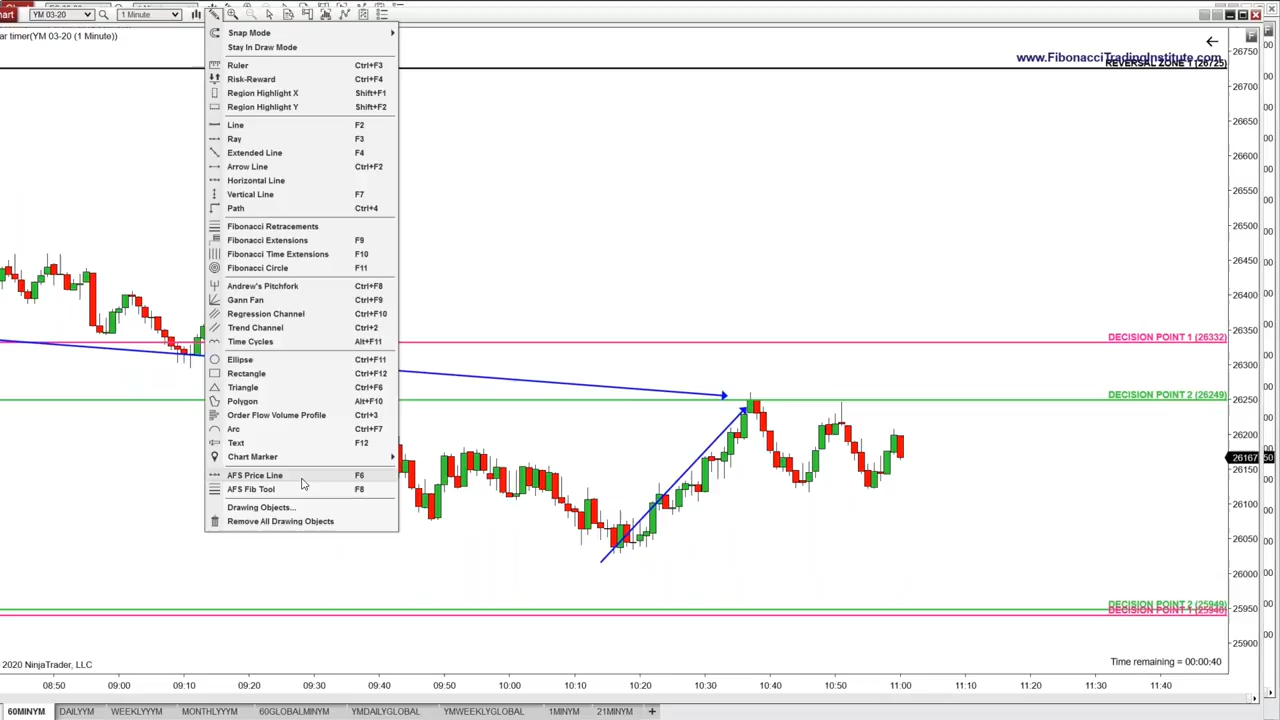 YM 03-20
1 Minute
ar timer(YM 03-20 (1 Minute))
Snap Mode
Stay In Draw Mode
Ruler Ctrl+F3
Risk-Reward Ctrl+F4
Region Highlight X Shift+F1
Region Highlight Y Shift+F2
Line F2
Ray F3
Extended Line F4
Arrow Line Ctrl+F2
Horizontal Line
Vertical Line F7
Path Ctrl+4
Fibonacci Retracements
Fibonacci Extensions F9
Fibonacci Time Extensions F10
Fibonacci Circle F11
Andrew's Pitchfork Ctrl+F8
Gann Fan Ctrl+F9
Regression Channel Ctrl+F10
Trend Channel Ctrl+2
Time Cycles Alt+F11
Ellipse Ctrl+F11
Rectangle Ctrl+F12
Triangle Ctrl+F6
Polygon Alt+F10
Order Flow Volume Profile Ctrl+3
Arc Ctrl+F7
Text F12
Chart Marker
AFS Price Line F6
AFS Fib Tool F8
Drawing Objects...
Remove All Drawing Objects
F
www.FibonacciTradingInstitute.com
REVERSAL ZONE 1 (26725)
DECISION POINT 1 (26332)
DECISION POINT 2 (26249)
DECISION POINT 2 (25949)
26750
26700
26650
26600
26550
26500
26450
26400
26350
26300
26250
26200
26167
26150
26100
26050
26000
25950
25900
2020 NinjaTrader, LLC
Time remaining = 00:00:40
08:50 09:00 09:10 09:20 09:30 09:40 09:50 10:00 10:10 10:20 10:30 10:40 10:50 11:00 11:10 11:20 11:30 11:40
60MINYM DAILYYM WEEKLYYYM MONTHLYYYM 60GLOBALMINYM YMDAILYGLOBAL YMWEEKLYGLOBAL 1MINYM 21MINYM +